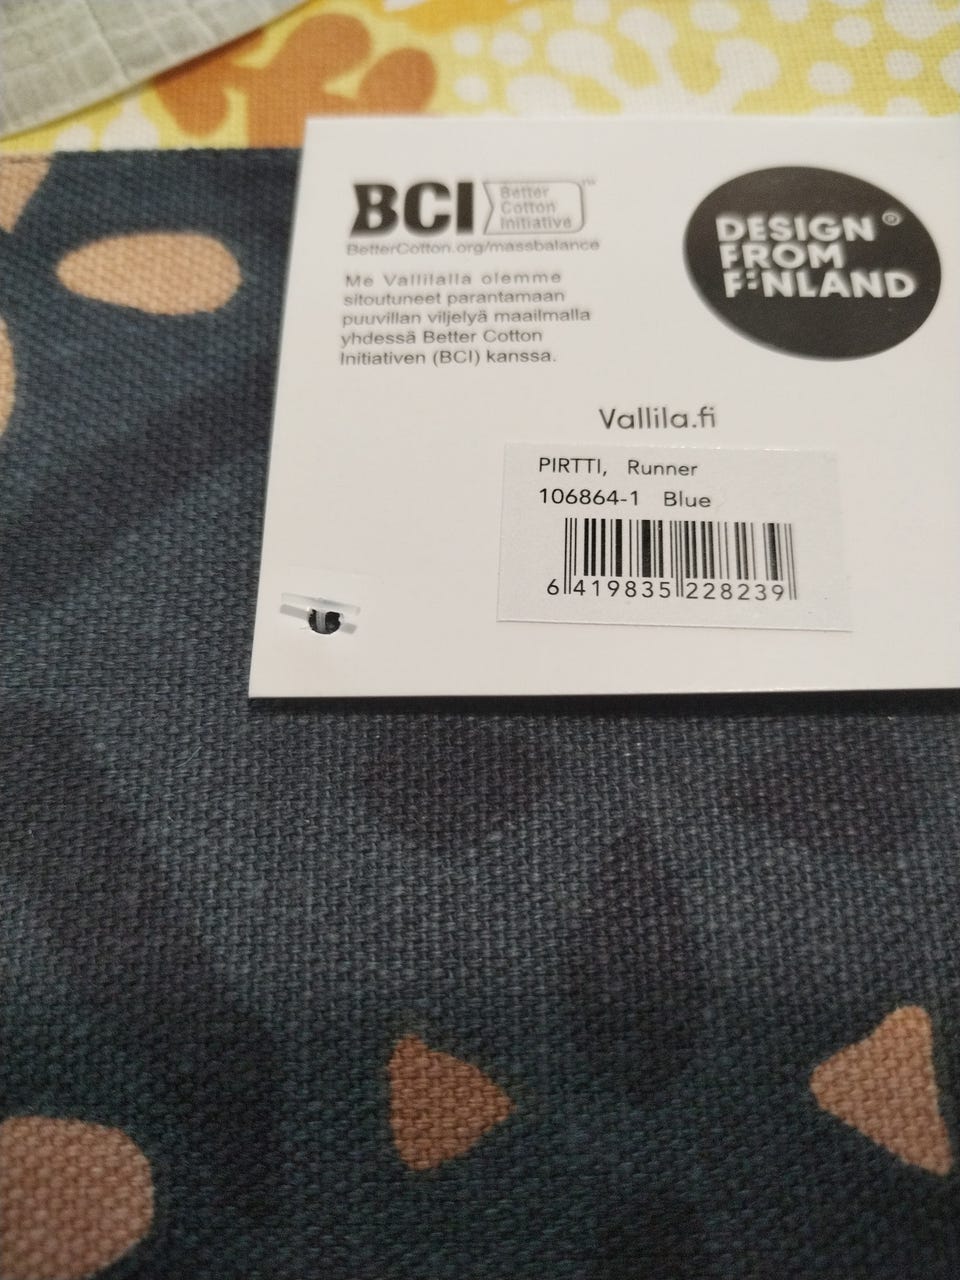 BCI
Better
Cotton
Initiative
™
BetterCotton.org/massbalance
Me Vallilalla olemme
sitoutuneet parantamaan
puuvillan viljelyä maailmalla
yhdessä Better Cotton
Initiativen (BCI) kanssa.
DESIGN ®
FROM
FINLAND
Vallila.fi
PIRTTI, Runner
106864-1 Blue
6 419835 228239